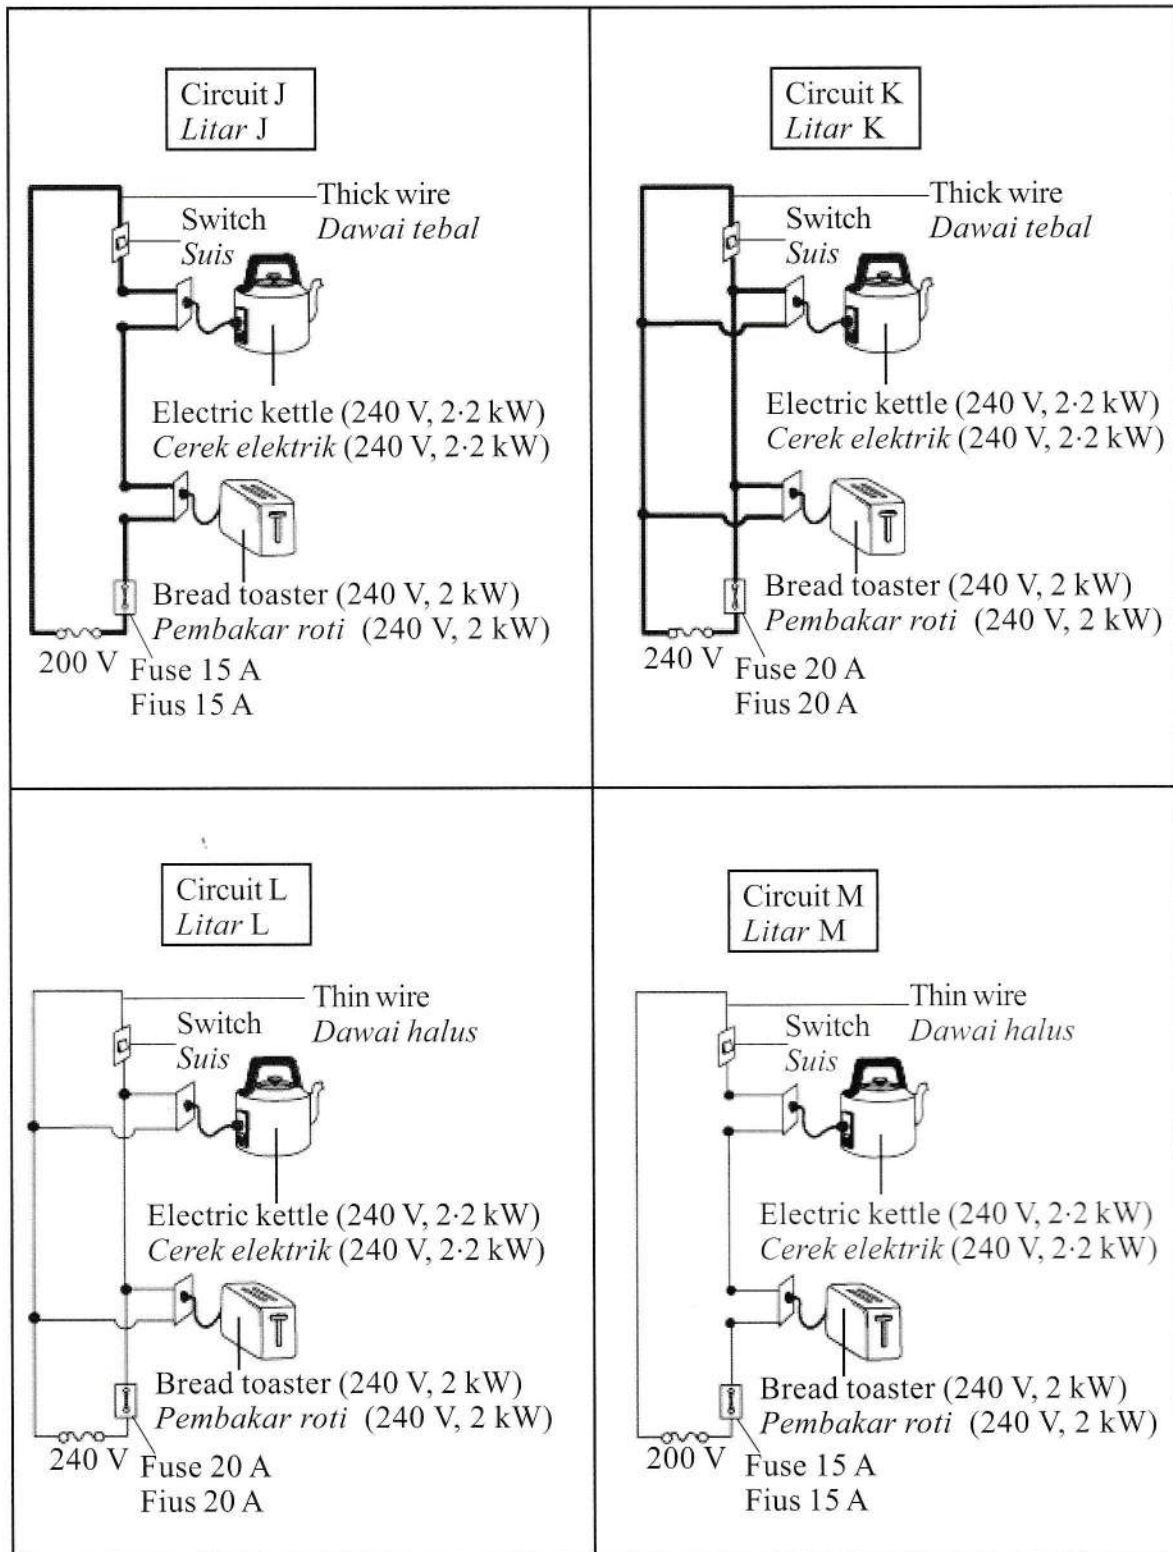 Circuit J
Litar J
Thick wire
Dawai tebal
Switch
Suis
Electric kettle (240 V, 2·2 kW)
Cerek elektrik (240 V, 2·2 kW)
Bread toaster (240 V, 2 kW)
Pembakar roti (240 V, 2 kW)
200 V
Fuse 15 A
Fius 15 A
Circuit K
Litar K
Thick wire
Dawai tebal
Switch
Suis
Electric kettle (240 V, 2·2 kW)
Cerek elektrik (240 V, 2·2 kW)
Bread toaster (240 V, 2 kW)
Pembakar roti (240 V, 2 kW)
240 V
Fuse 20 A
Fius 20 A
Circuit L
Litar L
Thin wire
Dawai halus
Switch
Suis
Electric kettle (240 V, 2·2 kW)
Cerek elektrik (240 V, 2·2 kW)
Bread toaster (240 V, 2 kW)
Pembakar roti (240 V, 2 kW)
240 V
Fuse 20 A
Fius 20 A
Circuit M
Litar M
Thin wire
Dawai halus
Switch
Suis
Electric kettle (240 V, 2·2 kW)
Cerek elektrik (240 V, 2·2 kW)
Bread toaster (240 V, 2 kW)
Pembakar roti (240 V, 2 kW)
200 V
Fuse 15 A
Fius 15 A